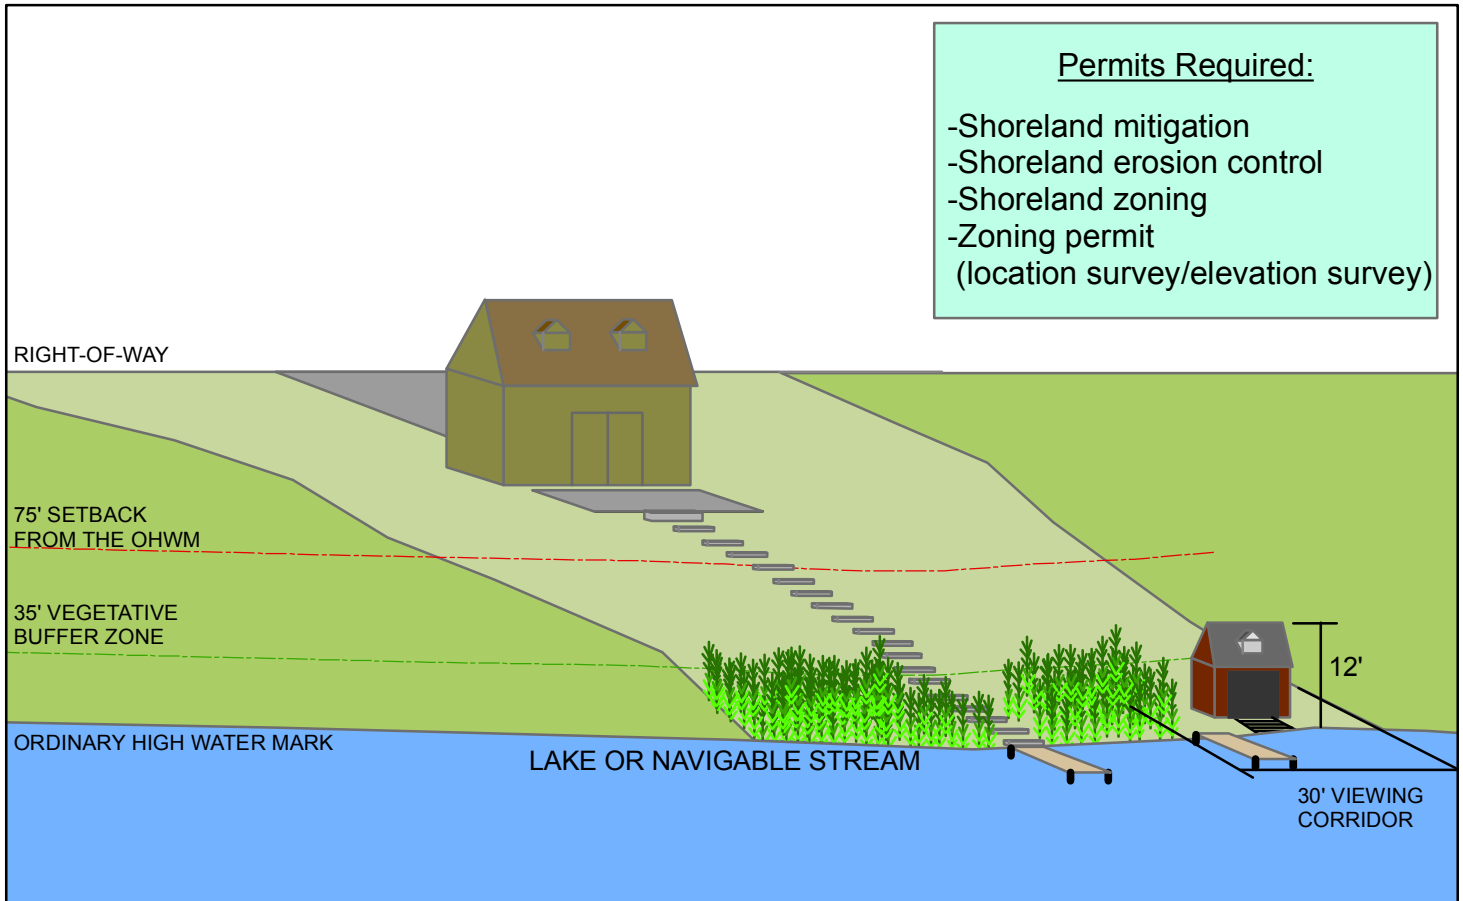 Permits Required:
-Shoreland mitigation
-Shoreland erosion control
-Shoreland zoning
-Zoning permit
(location survey/elevation survey)
RIGHT-OF-WAY
75' SETBACK
FROM THE OHWM
35' VEGETATIVE
BUFFER ZONE
12'
ORDINARY HIGH WATER MARK
LAKE OR NAVIGABLE STREAM
30' VIEWING
CORRIDOR